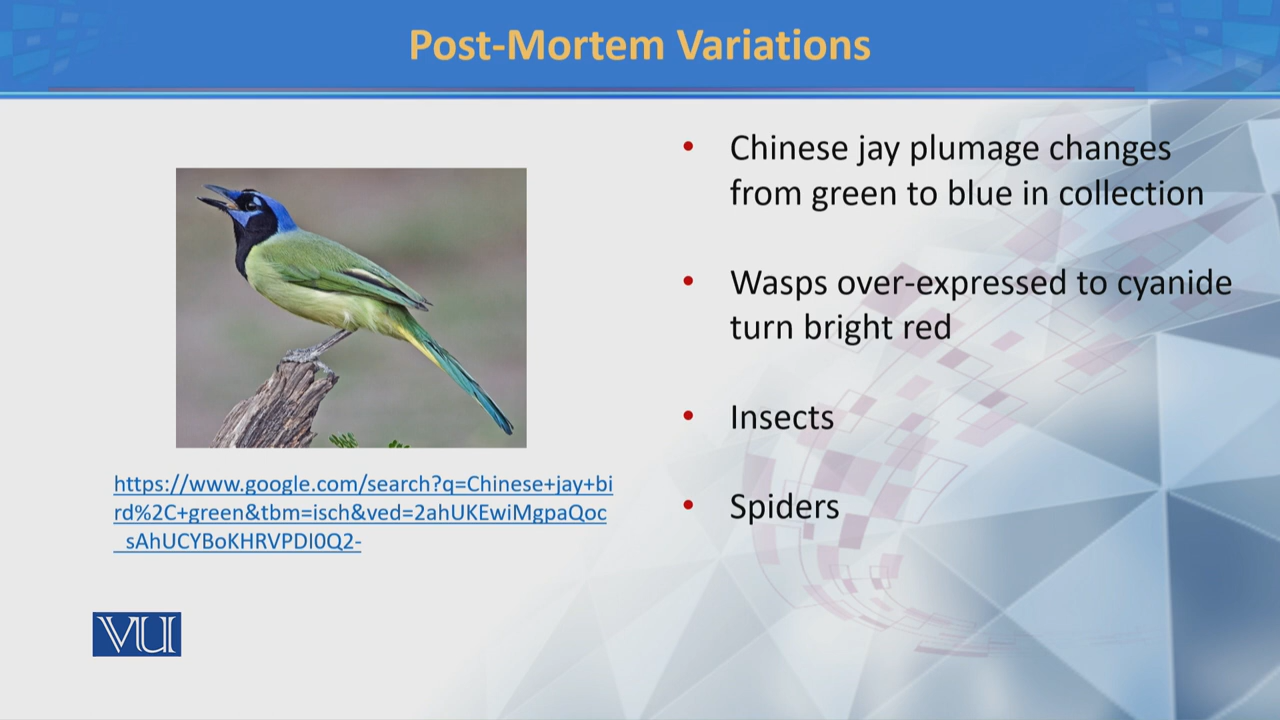 Post-Mortem Variations
• Chinese jay plumage changes
from green to blue in collection
• Wasps over-expressed to cyanide
turn bright red
• Insects
• Spiders
https://www.google.com/search?q=Chinese+jay+bi
rd%2C+green&tbm=isch&ved=2ahUKEwiMgpaQoc
_sAhUCYBoKHRVPDI0Q2-
VU